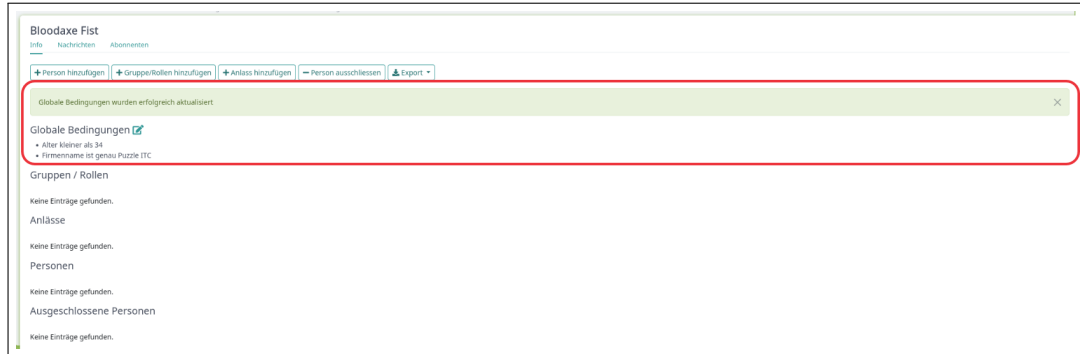 Bloodaxe Fist
Info Nachrichten Abonnenten
+ Person hinzufügen + Gruppe/Rollen hinzufügen + Anlass hinzufügen − Person ausschliessen Export
Globale Bedingungen wurden erfolgreich aktualisiert
Globale Bedingungen
• Alter kleiner als 34
• Firmenname ist genau Puzzle ITC
Gruppen / Rollen
Keine Einträge gefunden.
Anlässe
Keine Einträge gefunden.
Personen
Keine Einträge gefunden.
Ausgeschlossene Personen
Keine Einträge gefunden.